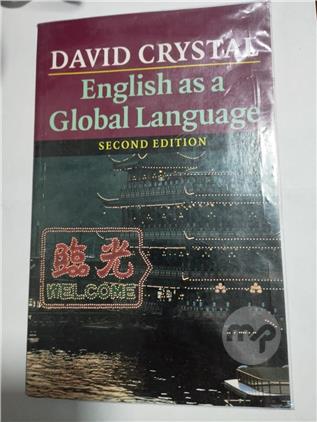 DAVID CRYSTAL
English as a
Global Language
SECOND EDITION
臨光
WELCOME